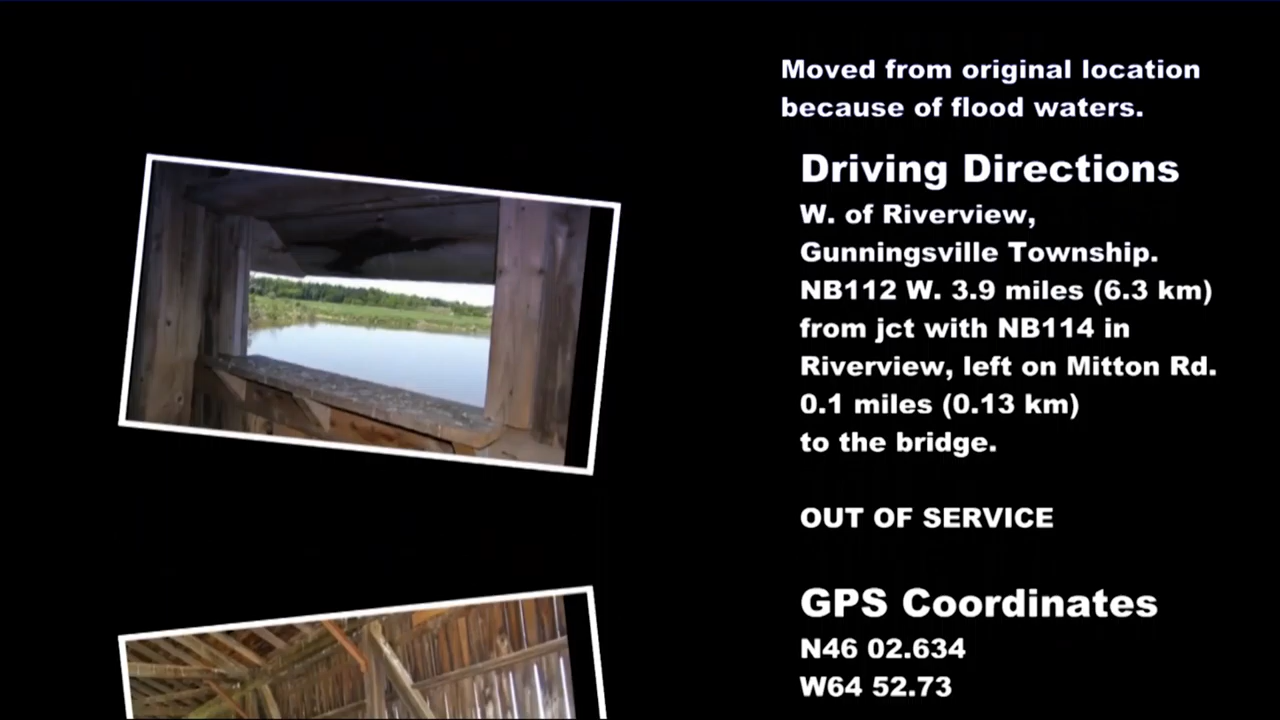 Moved from original location
because of flood waters.
Driving Directions
W. of Riverview,
Gunningsville Township.
NB112 W. 3.9 miles (6.3 km)
from jct with NB114 in
Riverview, left on Mitton Rd.
0.1 miles (0.13 km)
to the bridge.
OUT OF SERVICE
GPS Coordinates
N46 02.634
W64 52.73